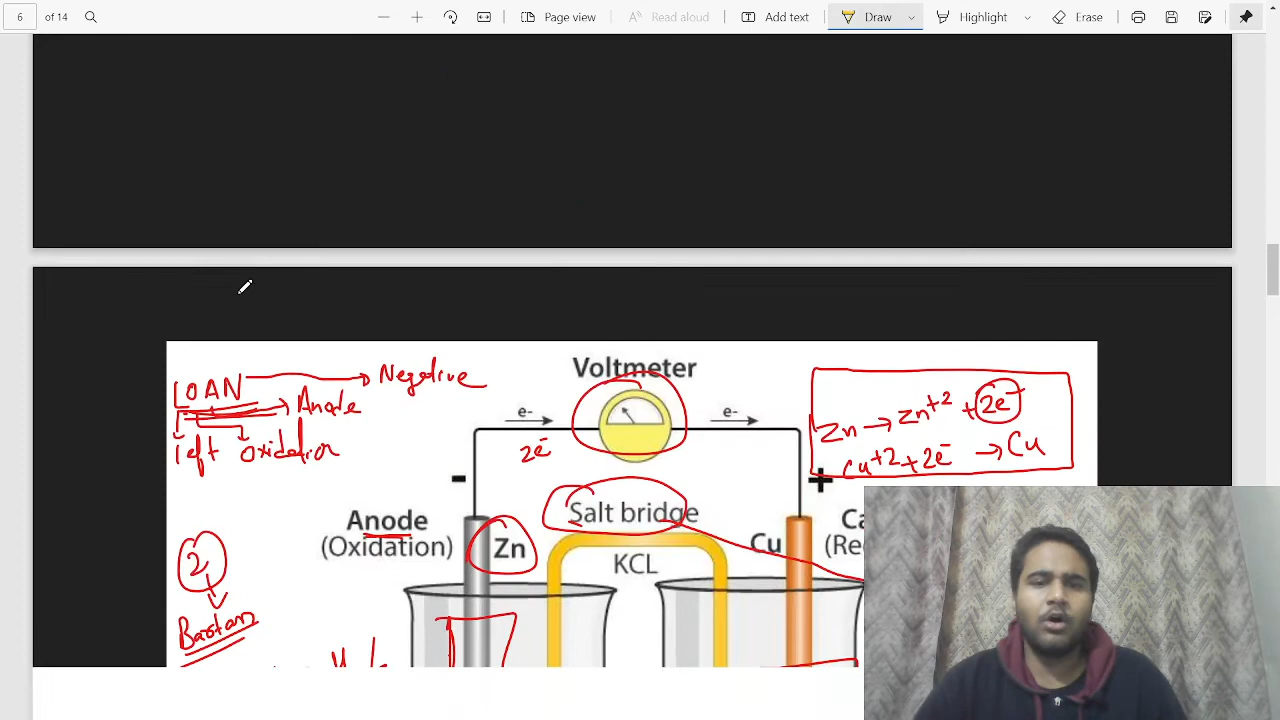 6 of 14
Page view
Read aloud
Add text
Draw
Highlight
Erase
LOAN
Negative
Anode
left oxidation
Voltmeter
e-
e-
2e-
Zn → Zn+2 + 2e-
Cu+2 + 2e- → Cu
-
+
Salt bridge
KCL
Anode
(Oxidation)
Zn
Cu
Ca
(Re
2
Bartan